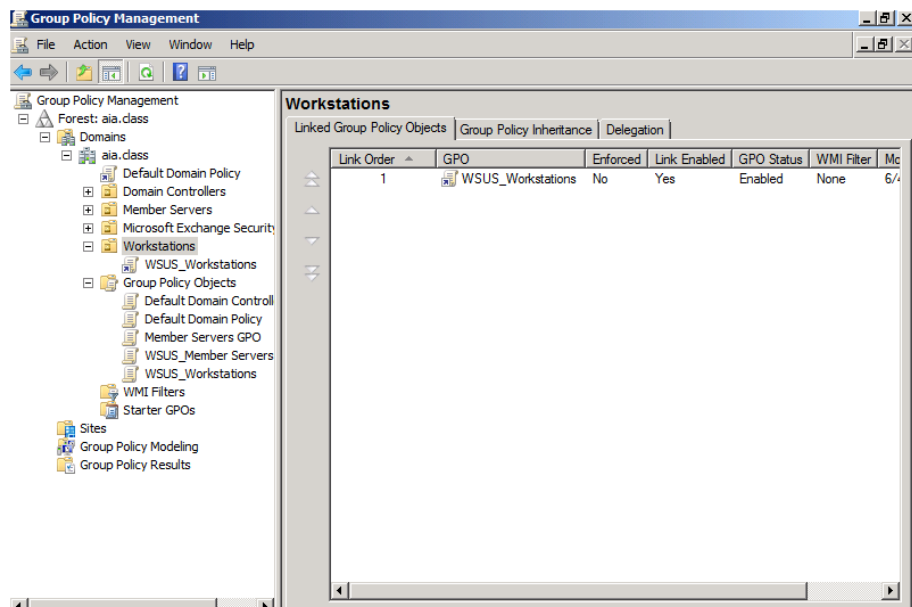 Group Policy Management
File Action View Window Help
Group Policy Management
Forest: aia.class
Domains
aia.class
Default Domain Policy
Domain Controllers
Member Servers
Microsoft Exchange Security
Workstations
WSUS_Workstations
Group Policy Objects
Default Domain Controll
Default Domain Policy
Member Servers GPO
WSUS_Member Servers
WSUS_Workstations
WMI Filters
Starter GPOs
Sites
Group Policy Modeling
Group Policy Results
Workstations
Linked Group Policy Objects Group Policy Inheritance Delegation
Link Order GPO Enforced Link Enabled GPO Status WMI Filter Mo
1 WSUS_Workstations No Yes Enabled None 6/4